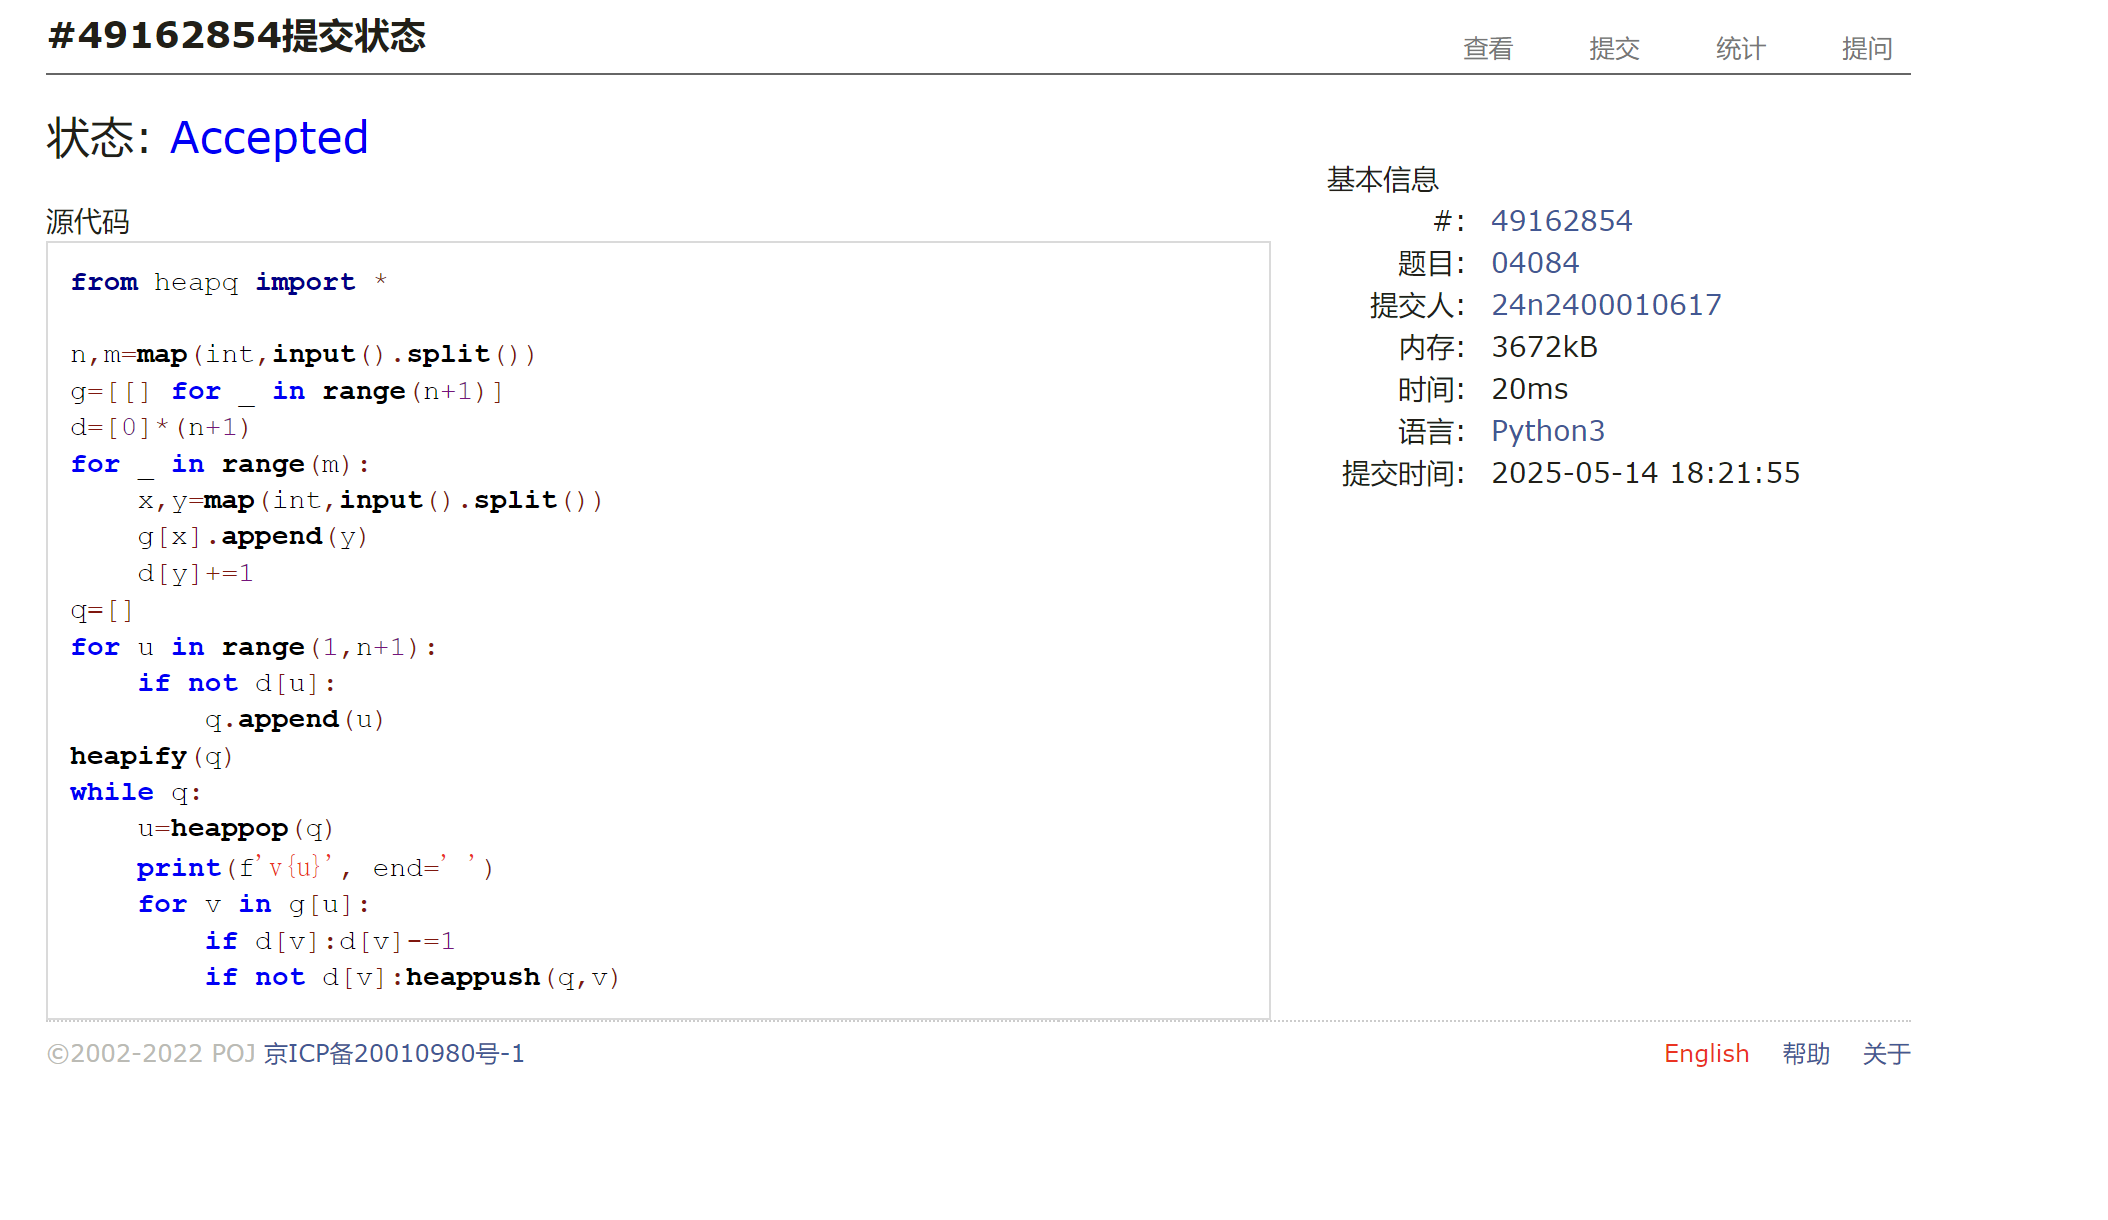 #49162854提交状态
查看 提交 统计 提问
状态: Accepted
源代码
from heapq import *
n,m=map(int,input().split())
g=[[] for _ in range(n+1)]
d=[0]*(n+1)
for _ in range(m):
    x,y=map(int,input().split())
    g[x].append(y)
    d[y]+=1
q=[]
for u in range(1,n+1):
    if not d[u]:
        q.append(u)
heapify(q)
while q:
    u=heappop(q)
    print(f'v{u}', end=' ')
    for v in g[u]:
        if d[v]:d[v]-=1
        if not d[v]:heappush(q,v)
基本信息
#: 49162854
题目: 04084
提交人: 24n2400010617
内存: 3672kB
时间: 20ms
语言: Python3
提交时间: 2025-05-14 18:21:55
©2002-2022 POJ 京ICP备20010980号-1
English 帮助 关于